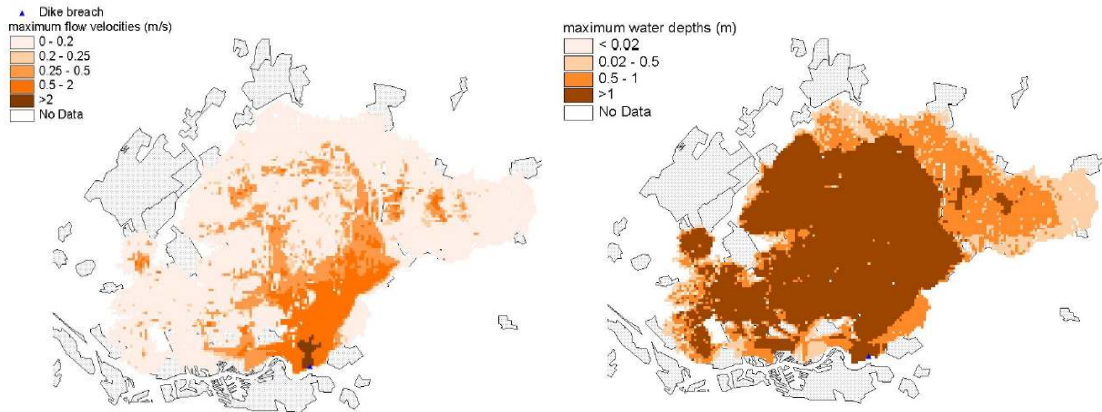 Dike breach
maximum flow velocities (m/s)
0 - 0.2
0.2 - 0.25
0.25 - 0.5
0.5 - 2
>2
No Data
maximum water depths (m)
< 0.02
0.02 - 0.5
0.5 - 1
>1
No Data